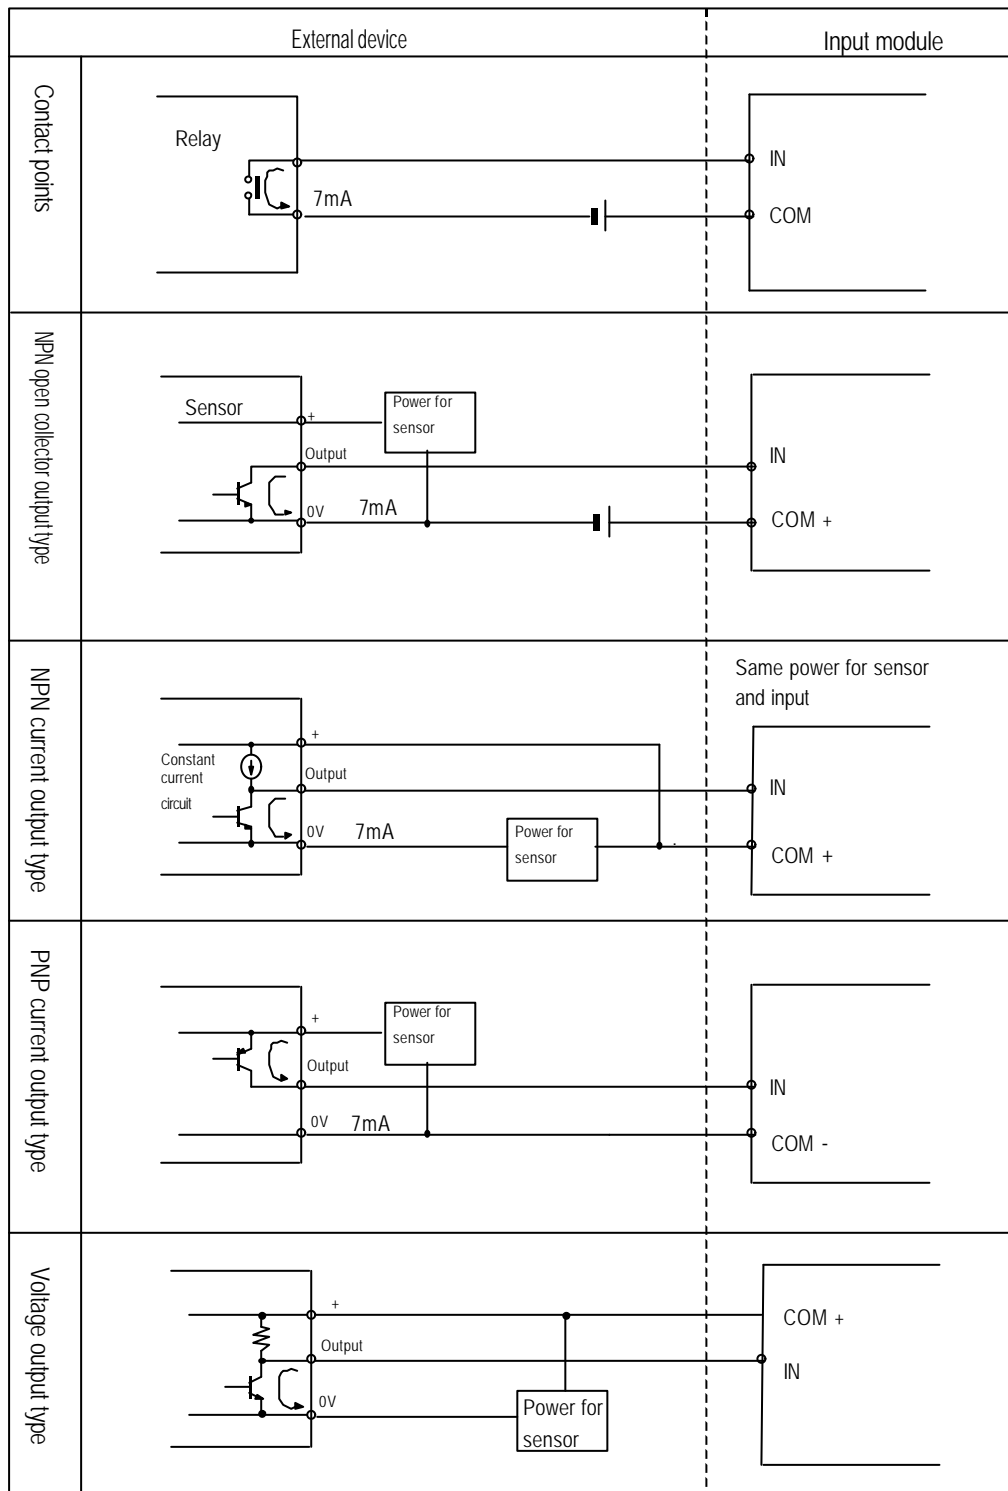 External device
Input module
Contact points
Relay
7mA
IN
COM
NPN open collector output type
Sensor
+
Power for
sensor
Output
0V
7mA
IN
COM +
NPN current output type
Same power for sensor
and input
Constant
current
circuit
+
Output
0V
7mA
Power for
sensor
IN
COM +
PNP current output type
+
Power for
sensor
Output
0V
7mA
IN
COM -
Voltage output type
+
Output
0V
Power for
sensor
COM +
IN